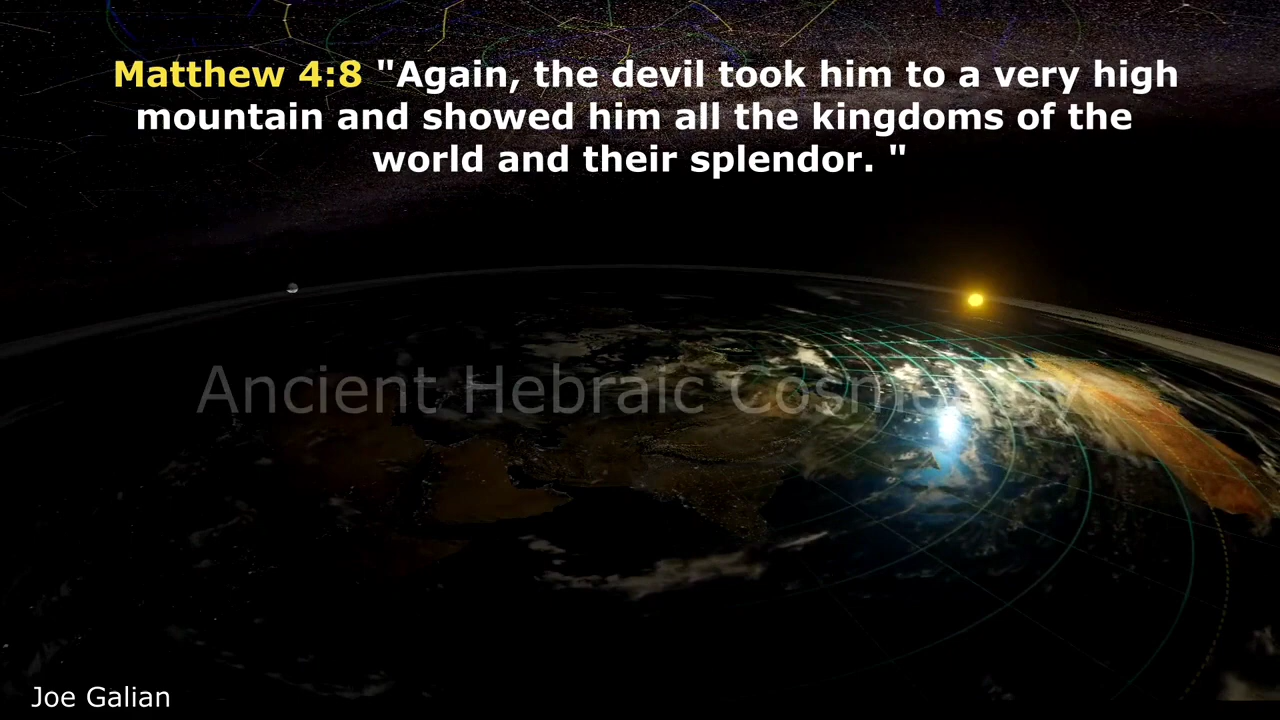 Matthew 4:8 "Again, the devil took him to a very high
mountain and showed him all the kingdoms of the
world and their splendor. "
Ancient Hebraic Cosmology
Joe Galian